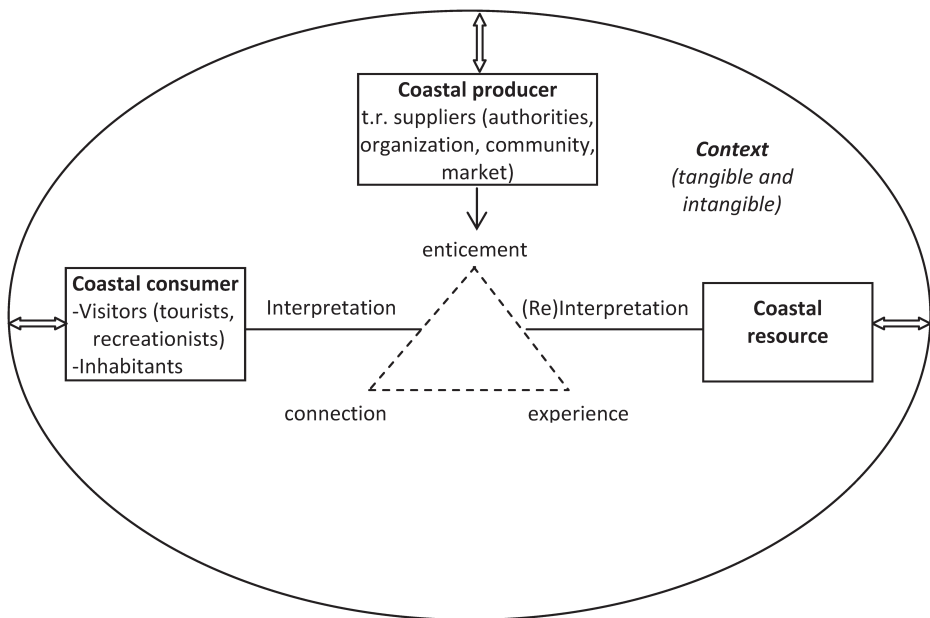 Coastal producer
t.r. suppliers (authorities,
organization, community,
market)
Context
(tangible and
intangible)
enticement
Coastal consumer
-Visitors (tourists,
recreationists)
-Inhabitants
Interpretation
(Re)Interpretation
Coastal
resource
connection
experience